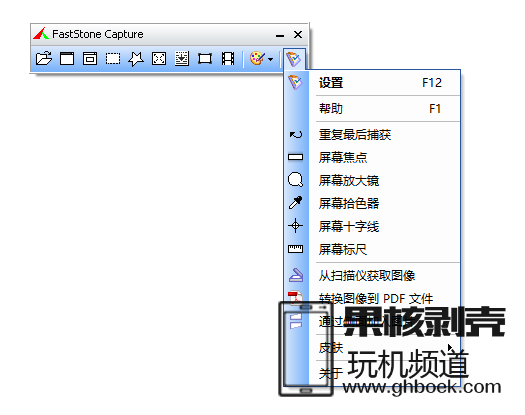 FastStone Capture
设置 F12
帮助 F1
重复最后捕获
屏幕焦点
屏幕放大镜
屏幕拾色器
屏幕十字线
屏幕标尺
从扫描仪获取图像
转换图像到 PDF 文件
通过
果核剥壳
皮肤
玩机频道
关于
www.ghboek.com